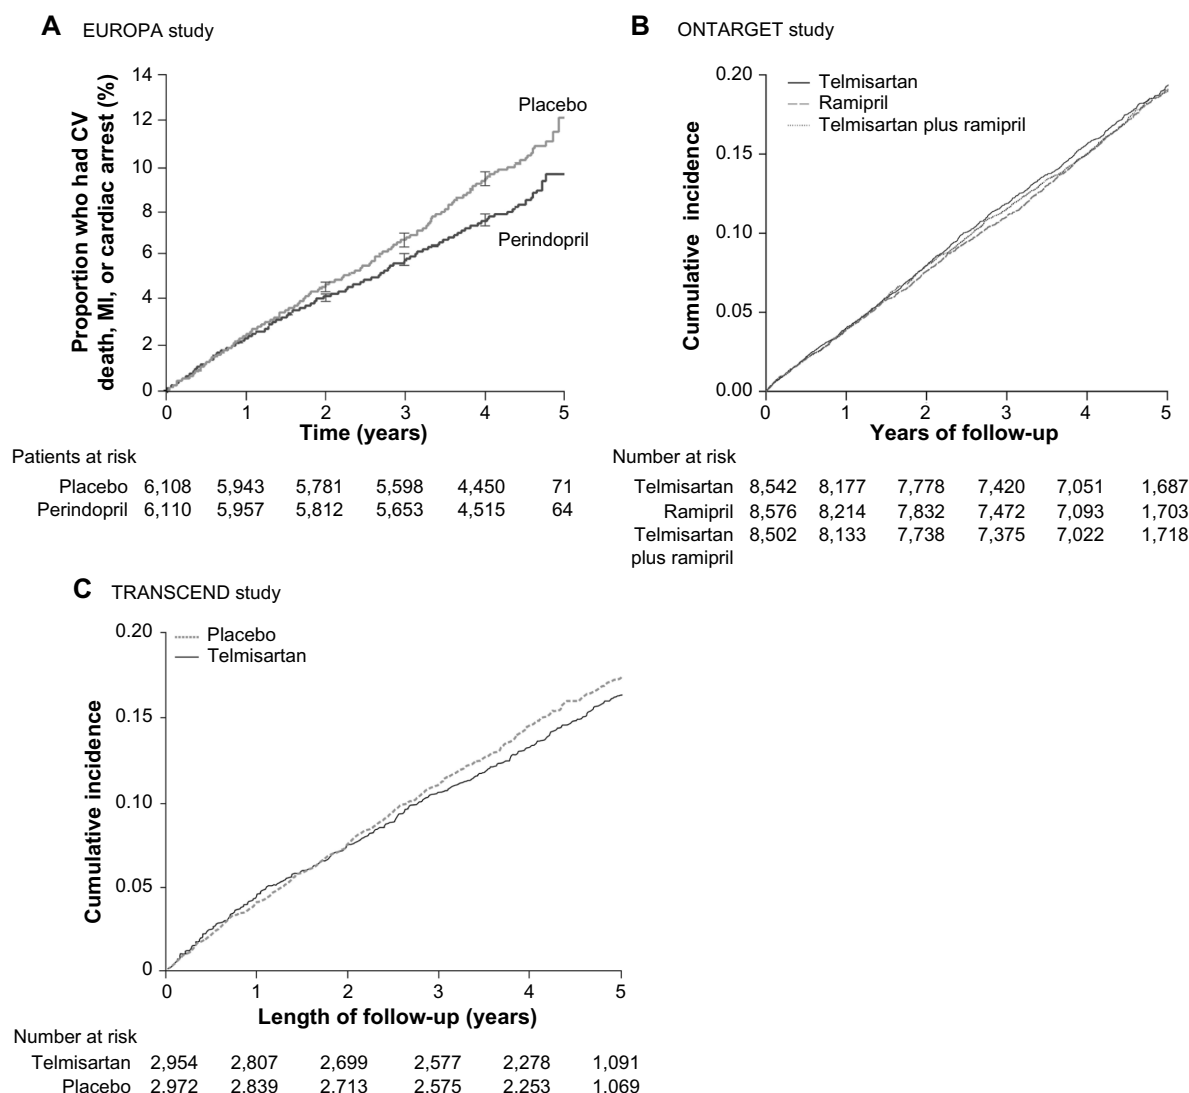 A EUROPA study
Proportion who had CV
death, MI, or cardiac arrest (%)
14
12
10
8
6
4
2
0
Placebo
Perindopril
0 1 2 3 4 5
Time (years)
Patients at risk
Placebo 6,108 5,943 5,781 5,598 4,450 71
Perindopril 6,110 5,957 5,812 5,653 4,515 64
B ONTARGET study
Cumulative incidence
0.20
0.15
0.10
0.05
0.00
Telmisartan
Ramipril
Telmisartan plus ramipril
0 1 2 3 4 5
Years of follow-up
Number at risk
Telmisartan 8,542 8,177 7,778 7,420 7,051 1,687
Ramipril 8,576 8,214 7,832 7,472 7,093 1,703
Telmisartan 8,502 8,133 7,738 7,375 7,022 1,718
plus ramipril
C TRANSCEND study
Cumulative incidence
0.20
0.15
0.10
0.05
0
Placebo
Telmisartan
0 1 2 3 4 5
Length of follow-up (years)
Number at risk
Telmisartan 2,954 2,807 2,699 2,577 2,278 1,091
Placebo 2,972 2,839 2,713 2,575 2,253 1,069